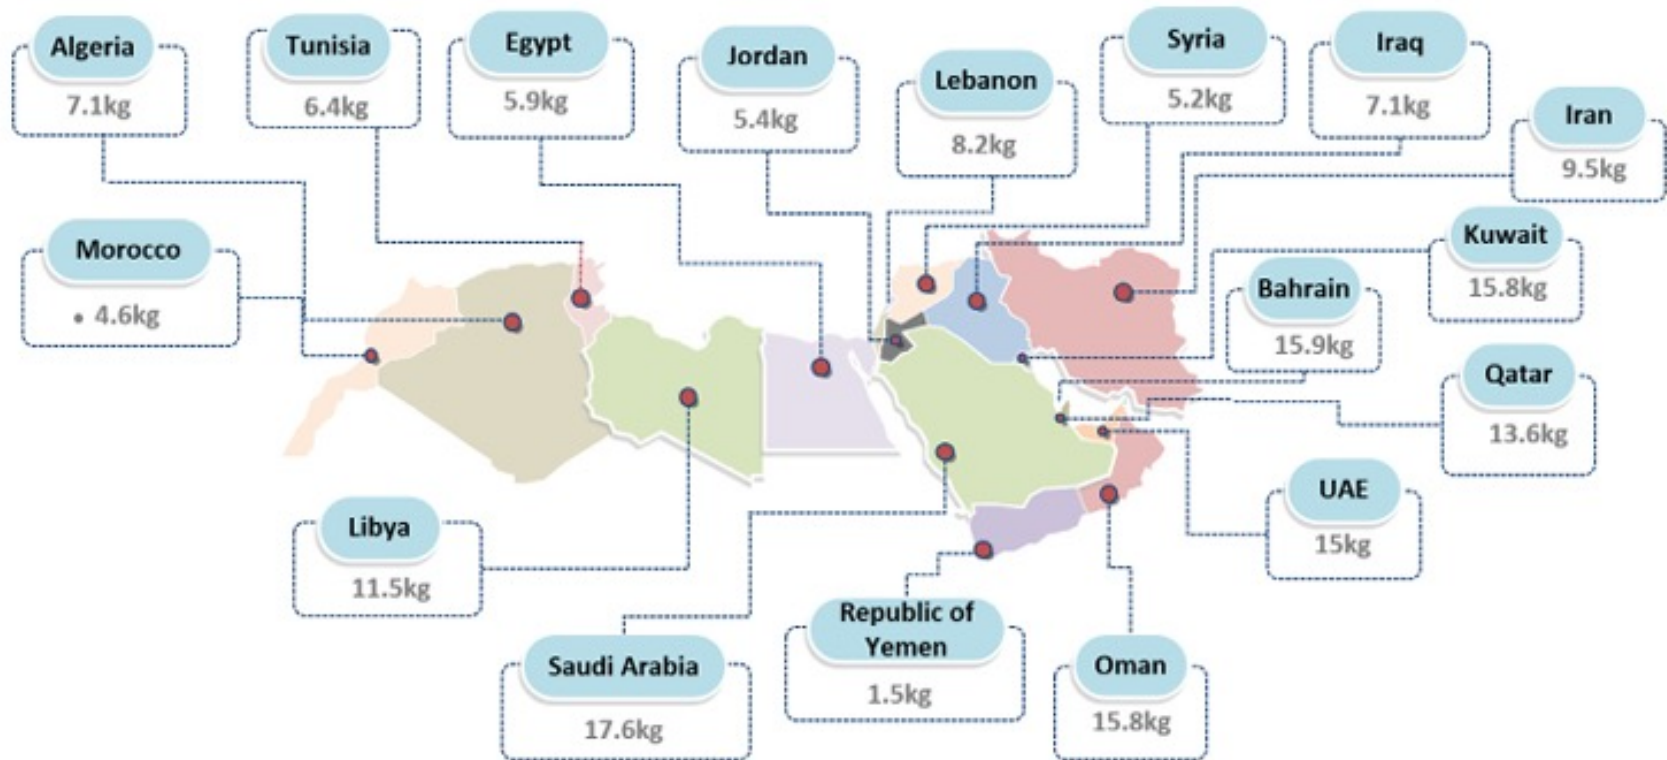 Algeria
7.1kg
Tunisia
6.4kg
Egypt
5.9kg
Jordan
5.4kg
Lebanon
8.2kg
Syria
5.2kg
Iraq
7.1kg
Iran
9.5kg
Morocco
• 4.6kg
Kuwait
15.8kg
Bahrain
15.9kg
Qatar
13.6kg
UAE
15kg
Libya
11.5kg
Saudi Arabia
17.6kg
Republic of
Yemen
1.5kg
Oman
15.8kg